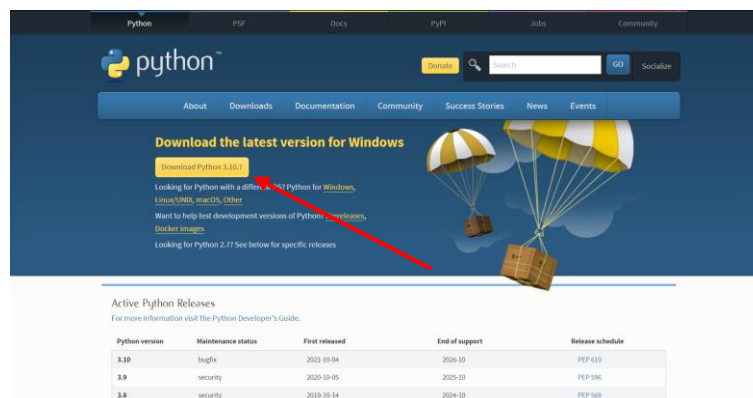 Python PSF Docs PyPI Jobs Community
python™
Donate Search GO Socialize
About Downloads Documentation Community Success Stories News Events
Download the latest version for Windows
Download Python 3.10.7
Looking for Python with a different OS? Python for Windows,
Linux/UNIX, macOS, Other
Want to help test development versions of Python? Prereleases,
Docker images
Looking for Python 2.7? See below for specific releases
Active Python Releases
For more information visit the Python Developer's Guide.
Python version Maintenance status First released End of support Release schedule
3.10 bugfix 2021-10-04 2026-10 PEP 619
3.9 security 2020-10-05 2025-10 PEP 596
3.8 security 2019-10-14 2024-10 PEP 569